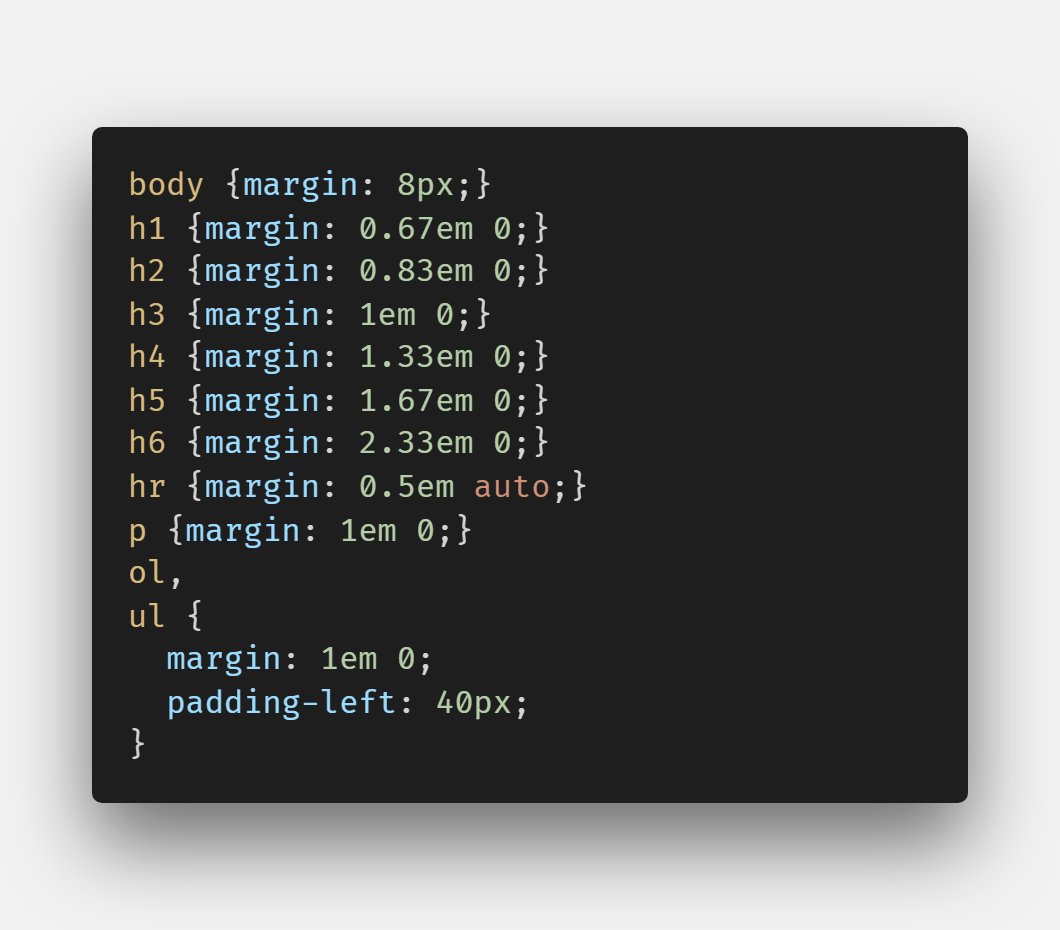 body {margin: 8px;}
h1 {margin: 0.67em 0;}
h2 {margin: 0.83em 0;}
h3 {margin: 1em 0;}
h4 {margin: 1.33em 0;}
h5 {margin: 1.67em 0;}
h6 {margin: 2.33em 0;}
hr {margin: 0.5em auto;}
p {margin: 1em 0;}
ol,
ul {
  margin: 1em 0;
  padding-left: 40px;
}